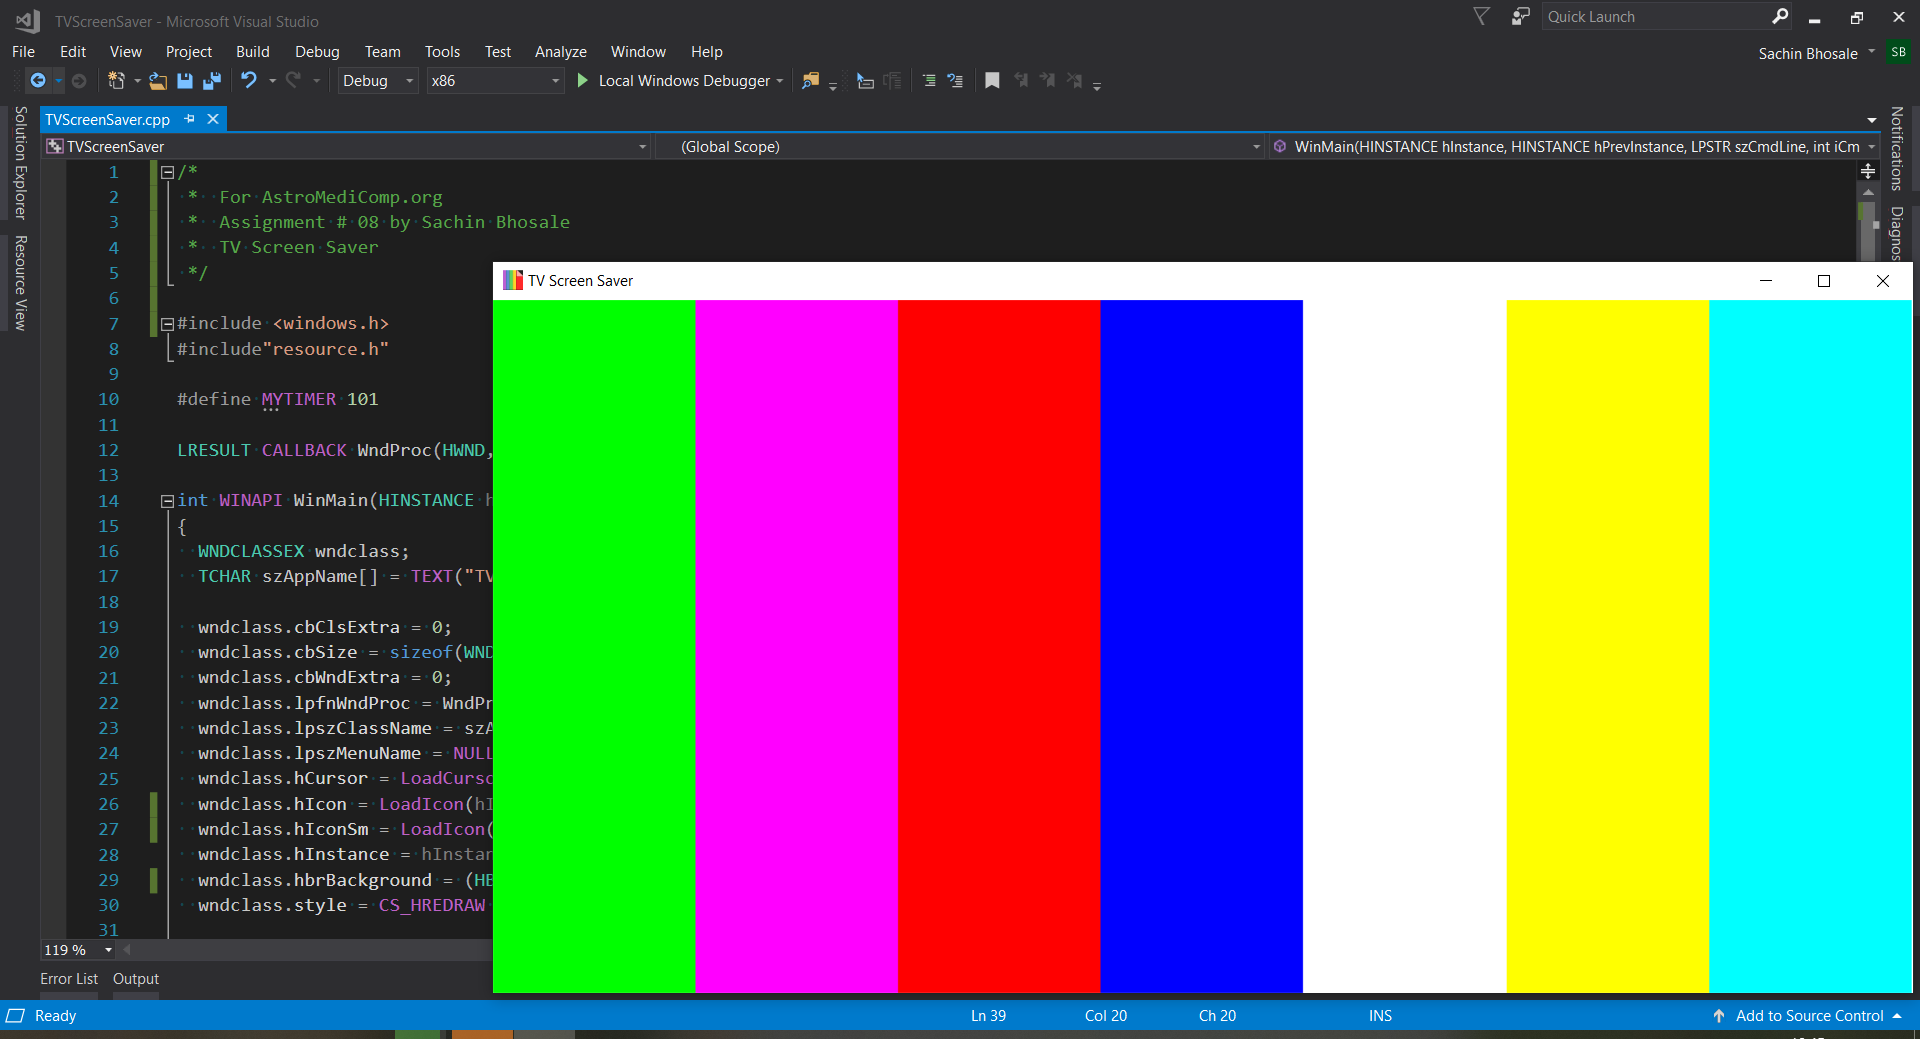 TVScreenSaver - Microsoft Visual Studio
Quick Launch
File Edit View Project Build Debug Team Tools Test Analyze Window Help
Sachin Bhosale SB
Debug x86 Local Windows Debugger
Solution Explorer
Resource View
TVScreenSaver.cpp
TVScreenSaver (Global Scope) WinMain(HINSTANCE hInstance, HINSTANCE hPrevInstance, LPSTR szCmdLine, int iCm
Notifications
Diagnos
1 /*
2 * For AstroMediComp.org
3 * Assignment # 08 by Sachin Bhosale
4 * TV Screen Saver
5 */
6
7 #include <windows.h>
8 #include"resource.h"
9
10 #define MYTIMER 101
11
12 LRESULT CALLBACK WndProc(HWND,
13
14 int WINAPI WinMain(HINSTANCE h
15 {
16 WNDCLASSEX wndclass;
17 TCHAR szAppName[] = TEXT("TV
18
19 wndclass.cbClsExtra = 0;
20 wndclass.cbSize = sizeof(WND
21 wndclass.cbWndExtra = 0;
22 wndclass.lpfnWndProc = WndPr
23 wndclass.lpszClassName = szA
24 wndclass.lpszMenuName = NULL
25 wndclass.hCursor = LoadCurso
26 wndclass.hIcon = LoadIcon(hI
27 wndclass.hIconSm = LoadIcon(
28 wndclass.hInstance = hInstan
29 wndclass.hbrBackground = (HB
30 wndclass.style = CS_HREDRAW
31
TV Screen Saver
119 %
Error List Output
Ready Ln 39 Col 20 Ch 20 INS Add to Source Control